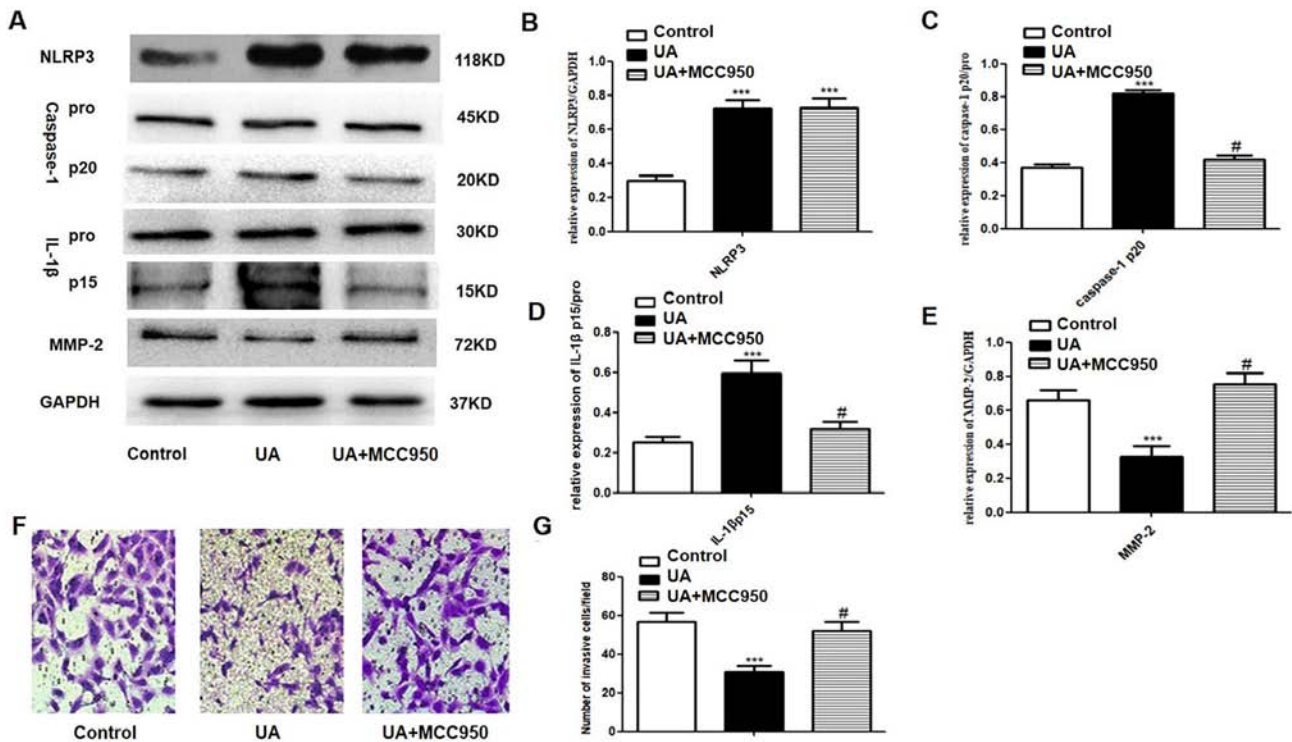 A
NLRP3
118KD
Caspase-1
pro
45KD
p20
20KD
IL-1β
pro
30KD
p15
15KD
MMP-2
72KD
GAPDH
37KD
Control UA UA+MCC950
B
Control
UA
UA+MCC950
relative expression of NLRP3/GAPDH
1.0
0.8
0.6
0.4
0.2
0.0
***
***
NLRP3
C
Control
UA
UA+MCC950
relative expression of caspase-1 p20/pro
1.2
1.0
0.8
0.6
0.4
0.2
0.0
***
#
caspase-1 p20
D
Control
UA
UA+MCC950
relative expression of IL-1β p15/pro
0.8
0.6
0.4
0.2
0.0
***
#
IL-1βp15
E
Control
UA
UA+MCC950
relative expression of MMP-2/GAPDH
1.0
0.8
0.6
0.4
0.2
0.0
***
#
MMP-2
F
Control UA UA+MCC950
G
Control
UA
UA+MCC950
Number of invasive cells/field
80
60
40
20
0
***
#